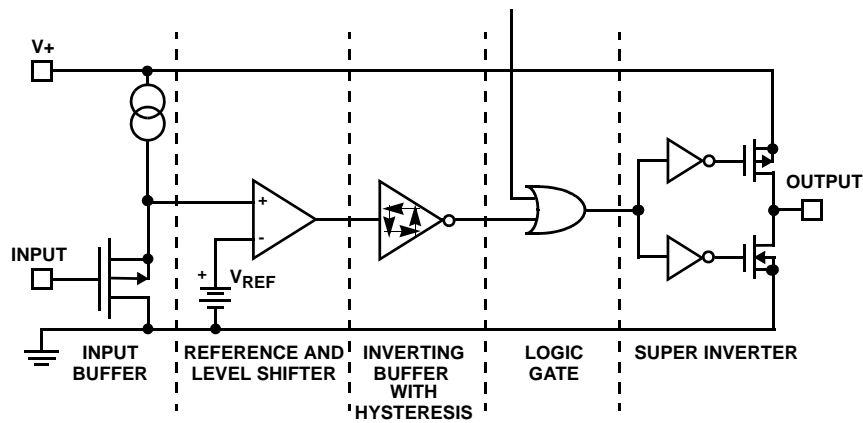 V+
INPUT
+
-
+
VREF
OUTPUT
INPUT
BUFFER
REFERENCE AND
LEVEL SHIFTER
INVERTING
BUFFER
WITH
HYSTERESIS
LOGIC
GATE
SUPER INVERTER